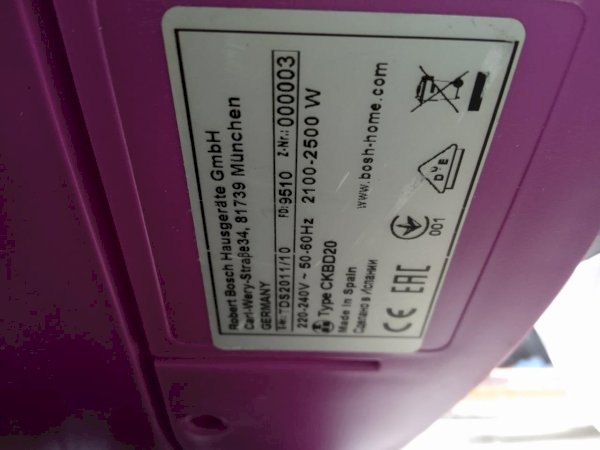 Robert Bosch Hausgeräte GmbH
Carl-Wery-Straße34, 81739 München
GERMANY
E-Nr.:TDS2011/10 FD:9510 Z-Nr.:000003
220-240V ~ 50-60Hz 2100-2500 W
Type CKBD20
Made in Spain
Сделано в Испании
www.bosh-home.com
CE EAC
001